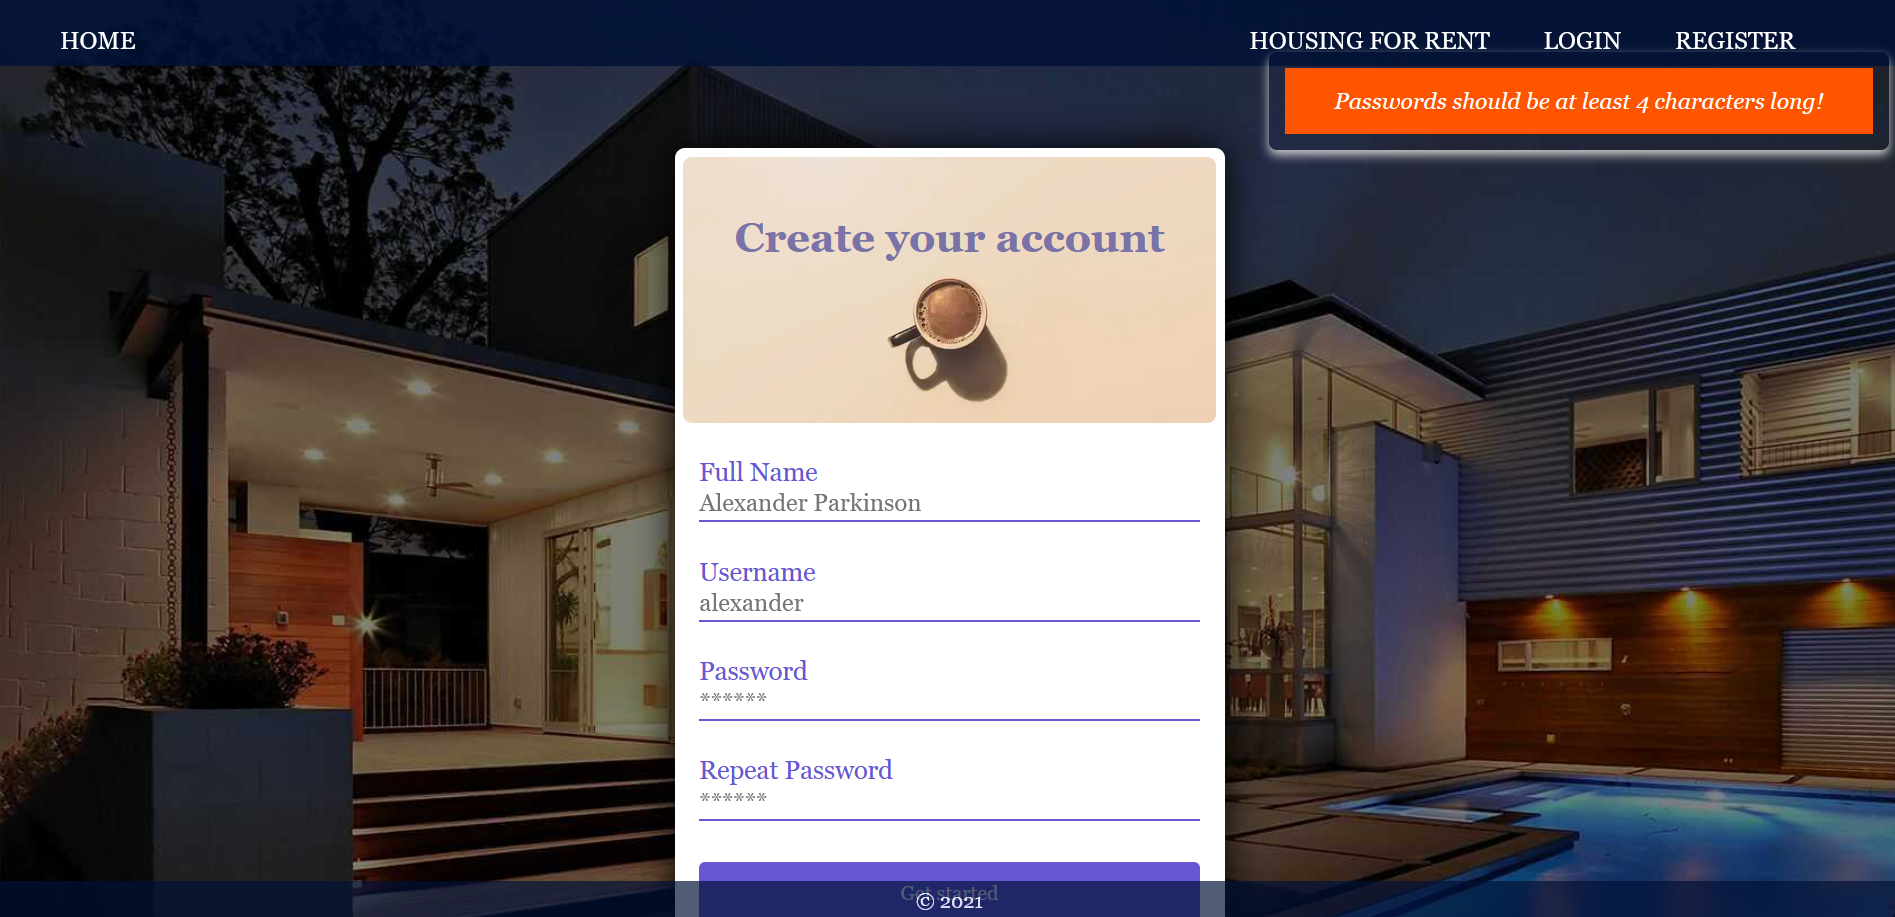 HOME HOUSING FOR RENT LOGIN REGISTER
Passwords should be at least 4 characters long!
Create your account
Full Name
Alexander Parkinson
Username
alexander
Password
******
Repeat Password
******
Get started
© 2021